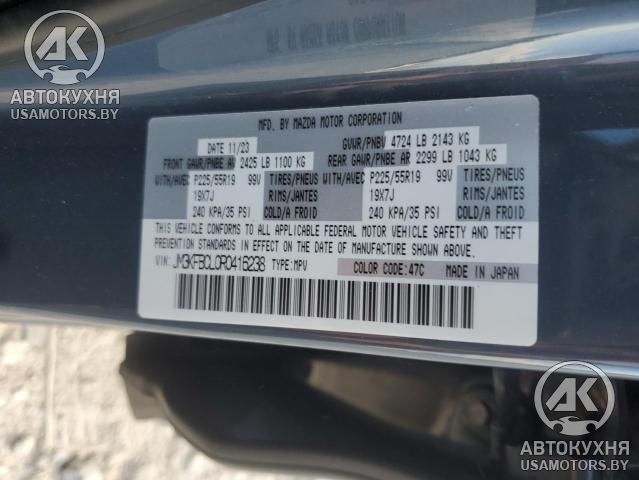 АВТОКУХНЯ
USAMOTORS.BY
MFD. BY MAZDA MOTOR CORPORATION
DATE 11/23
GVWR/PNBV 4724 LB 2143 KG
FRONT GAWR/PNBE AR 2425 LB 1100 KG
REAR GAWR/PNBE AR 2299 LB 1043 KG
WITH/AVEC P225/55R19 99V TIRES/PNEUS WITH/AVEC P225/55R19 99V TIRES/PNEUS
19X7J RIMS/JANTES 19X7J RIMS/JANTES
240 KPA/35 PSI COLD/A FROID 240 KPA/35 PSI COLD/A FROID
THIS VEHICLE CONFORMS TO ALL APPLICABLE FEDERAL MOTOR VEHICLE SAFETY AND THEFT
PREVENTION STANDARDS IN EFFECT ON THE DATE OF MANUFACTURE SHOWN ABOVE.
VIN: JM3KFBCL0R0416238 TYPE:MPV COLOR CODE:47C MADE IN JAPAN
АК
АВТОКУХНЯ
USAMOTORS.BY